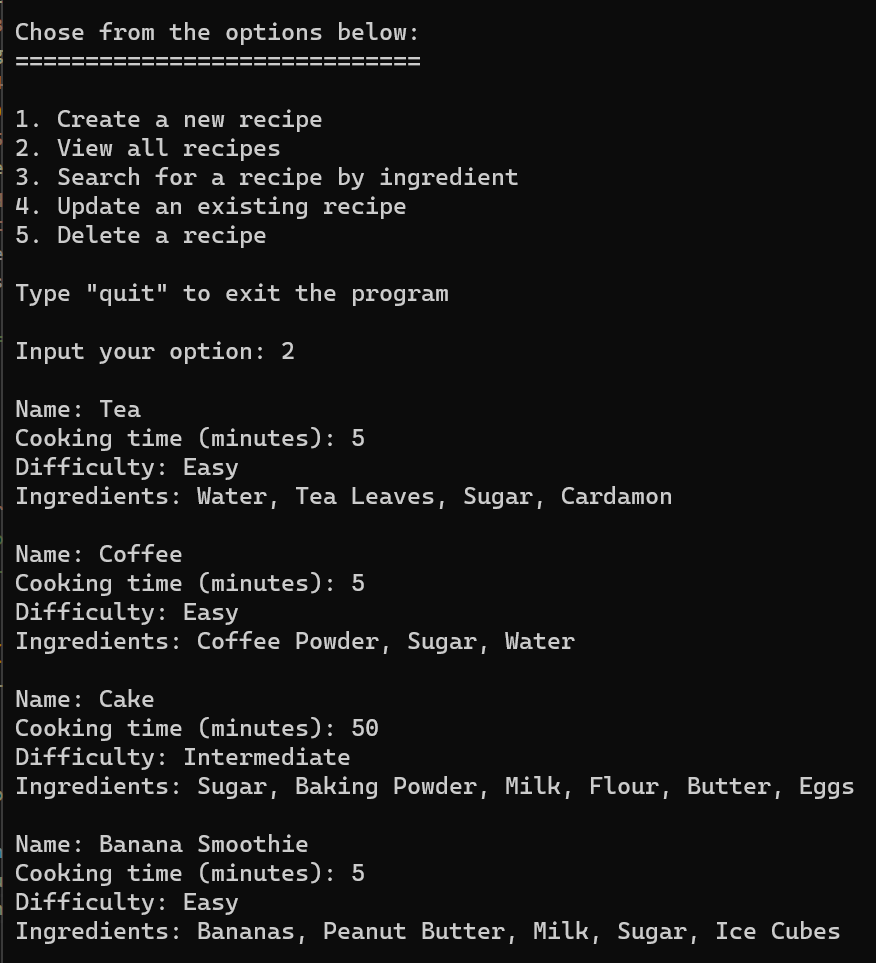 Chose from the options below:
=============================
1. Create a new recipe
2. View all recipes
3. Search for a recipe by ingredient
4. Update an existing recipe
5. Delete a recipe
Type "quit" to exit the program
Input your option: 2
Name: Tea
Cooking time (minutes): 5
Difficulty: Easy
Ingredients: Water, Tea Leaves, Sugar, Cardamon
Name: Coffee
Cooking time (minutes): 5
Difficulty: Easy
Ingredients: Coffee Powder, Sugar, Water
Name: Cake
Cooking time (minutes): 50
Difficulty: Intermediate
Ingredients: Sugar, Baking Powder, Milk, Flour, Butter, Eggs
Name: Banana Smoothie
Cooking time (minutes): 5
Difficulty: Easy
Ingredients: Bananas, Peanut Butter, Milk, Sugar, Ice Cubes